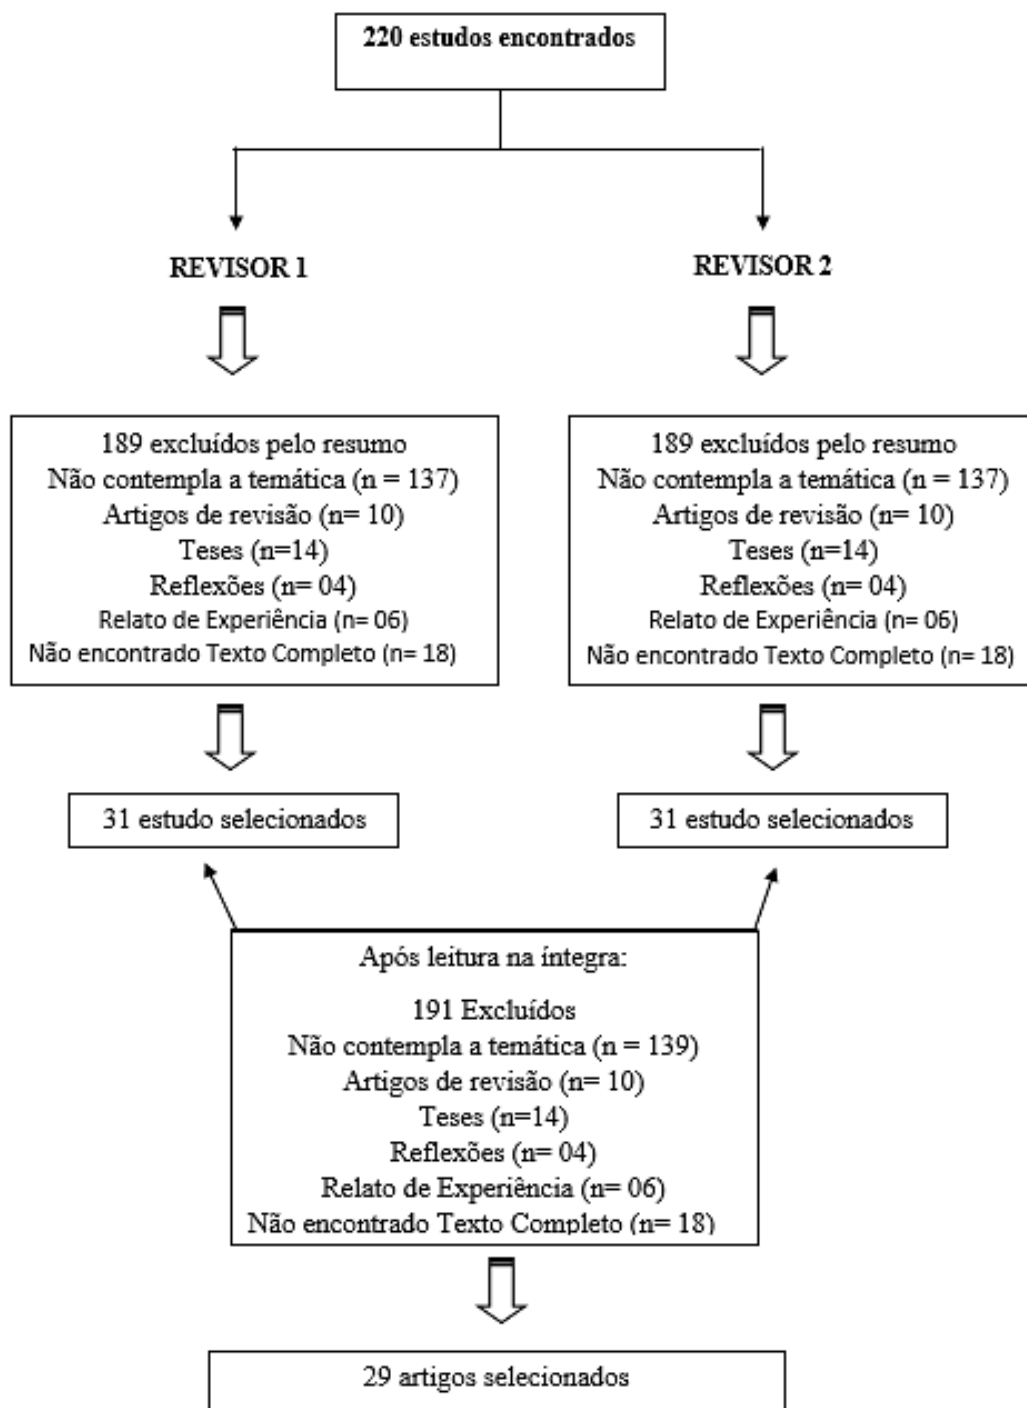 220 estudos encontrados
REVISOR 1
REVISOR 2
189 excluídos pelo resumo
Não contempla a temática (n = 137)
Artigos de revisão (n= 10)
Teses (n=14)
Reflexões (n= 04)
Relato de Experiência (n= 06)
Não encontrado Texto Completo (n= 18)
189 excluídos pelo resumo
Não contempla a temática (n = 137)
Artigos de revisão (n= 10)
Teses (n=14)
Reflexões (n= 04)
Relato de Experiência (n= 06)
Não encontrado Texto Completo (n= 18)
31 estudo selecionados
31 estudo selecionados
Após leitura na íntegra:
191 Excluídos
Não contempla a temática (n = 139)
Artigos de revisão (n= 10)
Teses (n=14)
Reflexões (n= 04)
Relato de Experiência (n= 06)
Não encontrado Texto Completo (n= 18)
29 artigos selecionados